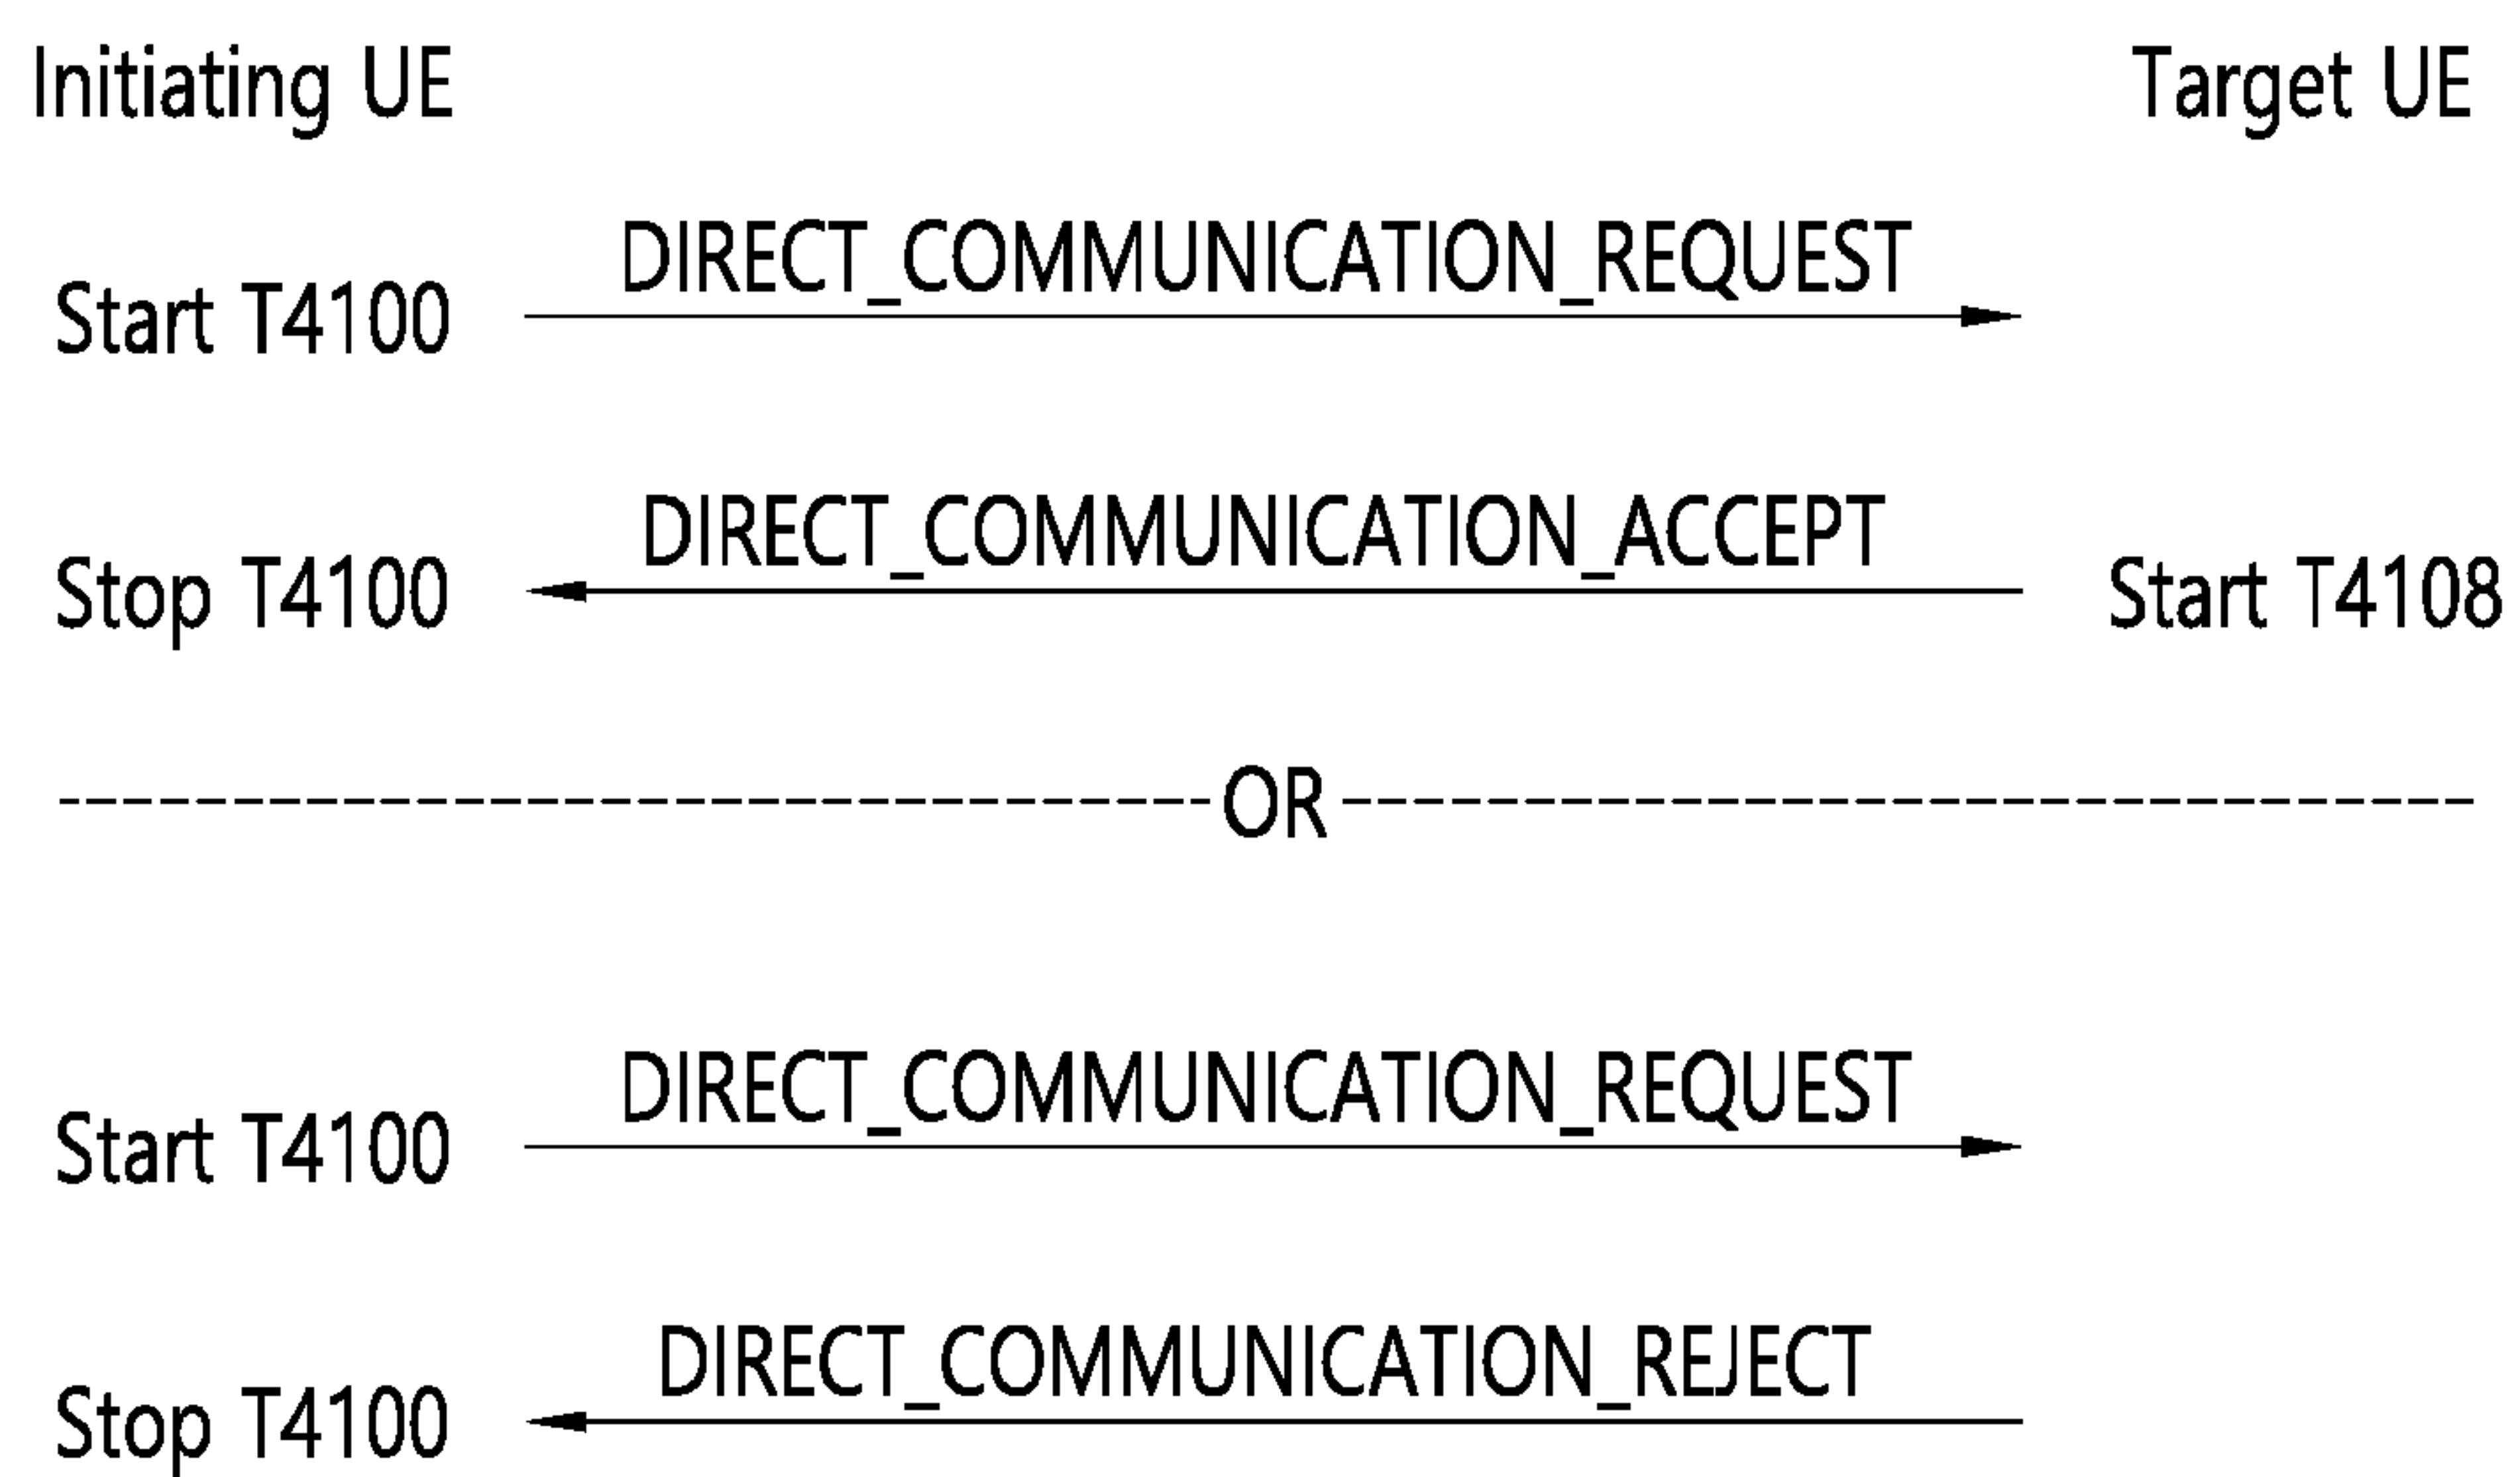 Initiating UE Target UE
DIRECT_COMMUNICATION_REQUEST
Start T4100
DIRECT_COMMUNICATION_ACCEPT
Stop T4100 Start T4108
OR
DIRECT_COMMUNICATION_REQUEST
Start T4100
DIRECT_COMMUNICATION_REJECT
Stop T4100